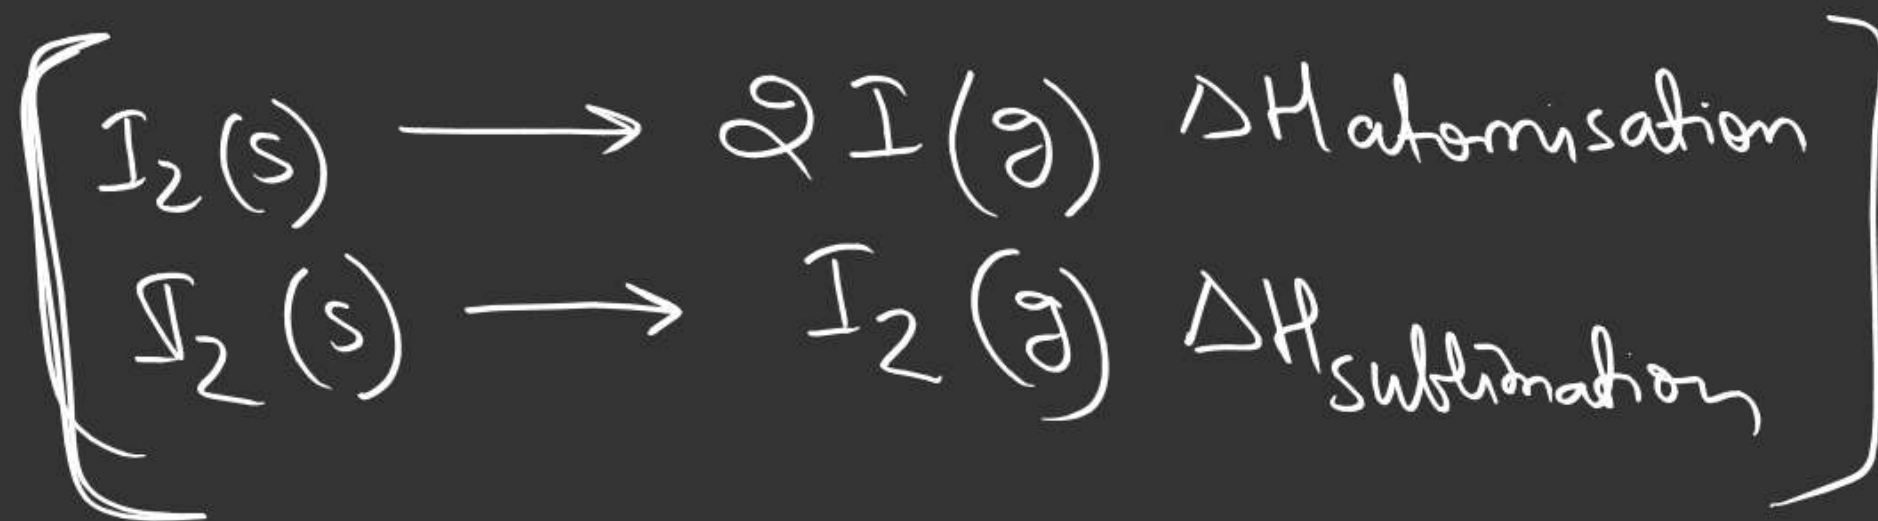 I₂(s) ⟶ 2I(g) ΔH atomisation
I₂(s) ⟶ I₂(g) ΔH sublimation